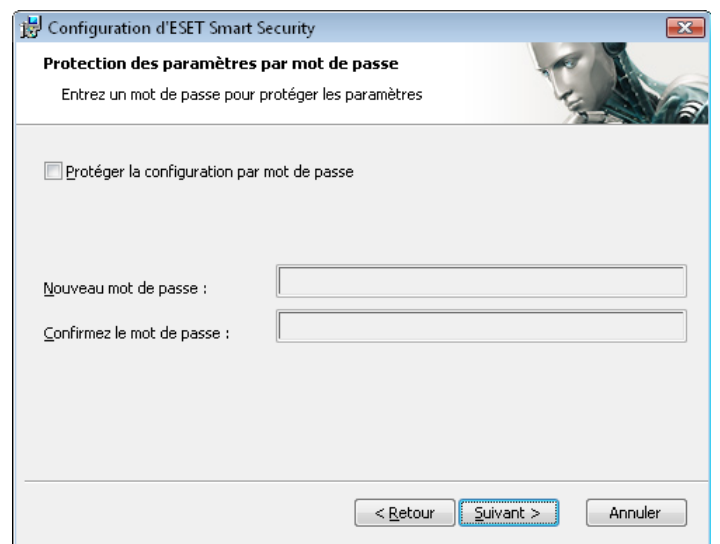 Configuration d'ESET Smart Security
Protection des paramètres par mot de passe
Entrez un mot de passe pour protéger les paramètres
Protéger la configuration par mot de passe
Nouveau mot de passe :
Confirmez le mot de passe :
< Retour Suivant > Annuler